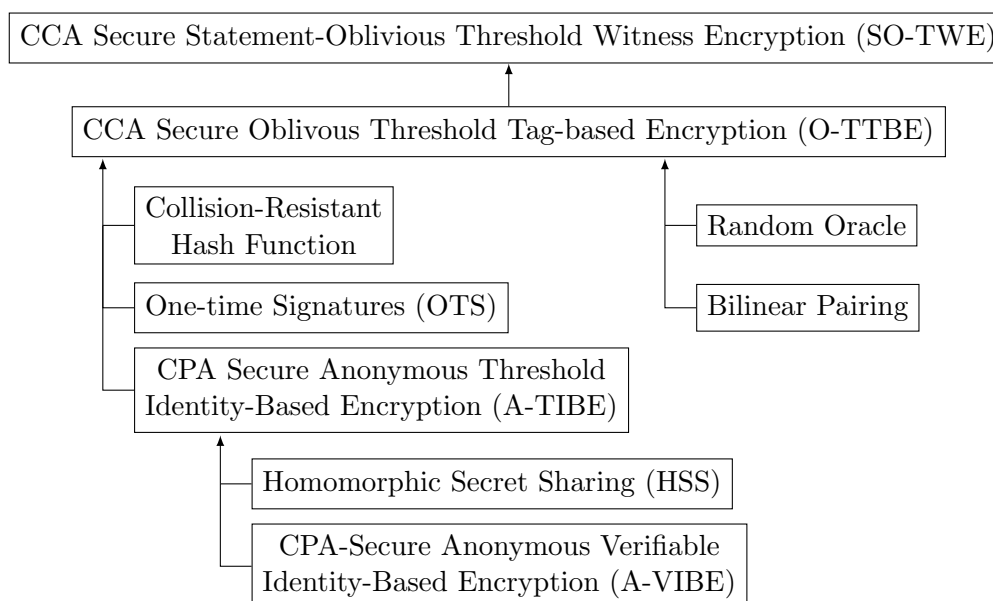 CCA Secure Statement-Oblivious Threshold Witness Encryption (SO-TWE)
CCA Secure Oblivous Threshold Tag-based Encryption (O-TTBE)
Collision-Resistant
Hash Function
Random Oracle
One-time Signatures (OTS)
Bilinear Pairing
CPA Secure Anonymous Threshold
Identity-Based Encryption (A-TIBE)
Homomorphic Secret Sharing (HSS)
CPA-Secure Anonymous Verifiable
Identity-Based Encryption (A-VIBE)